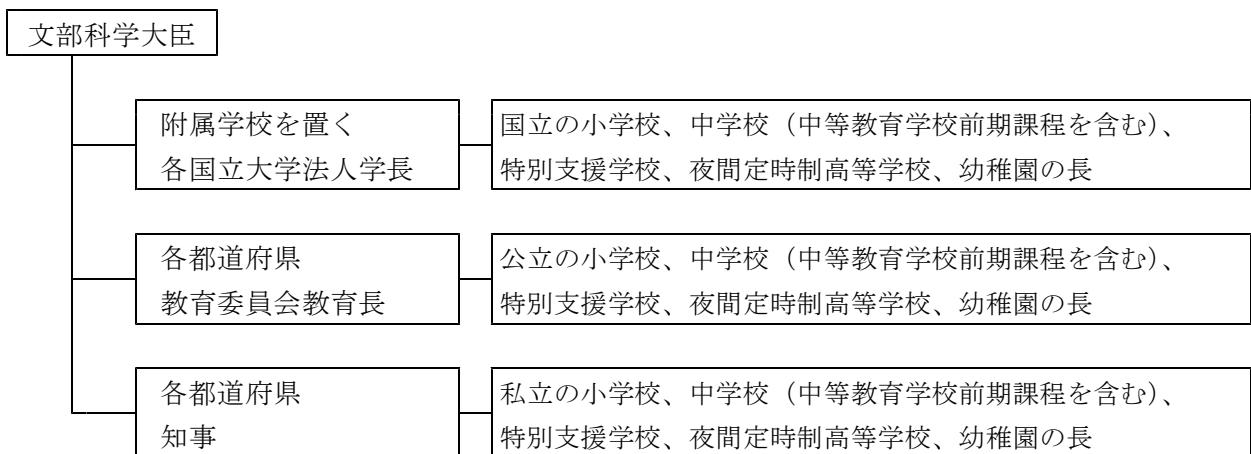 文部科学大臣
附属学校を置く
各国立大学法人学長
国立の小学校、中学校（中等教育学校前期課程を含む）、
特別支援学校、夜間定時制高等学校、幼稚園の長
各都道府県
教育委員会教育長
公立の小学校、中学校（中等教育学校前期課程を含む）、
特別支援学校、夜間定時制高等学校、幼稚園の長
各都道府県
知事
私立の小学校、中学校（中等教育学校前期課程を含む）、
特別支援学校、夜間定時制高等学校、幼稚園の長